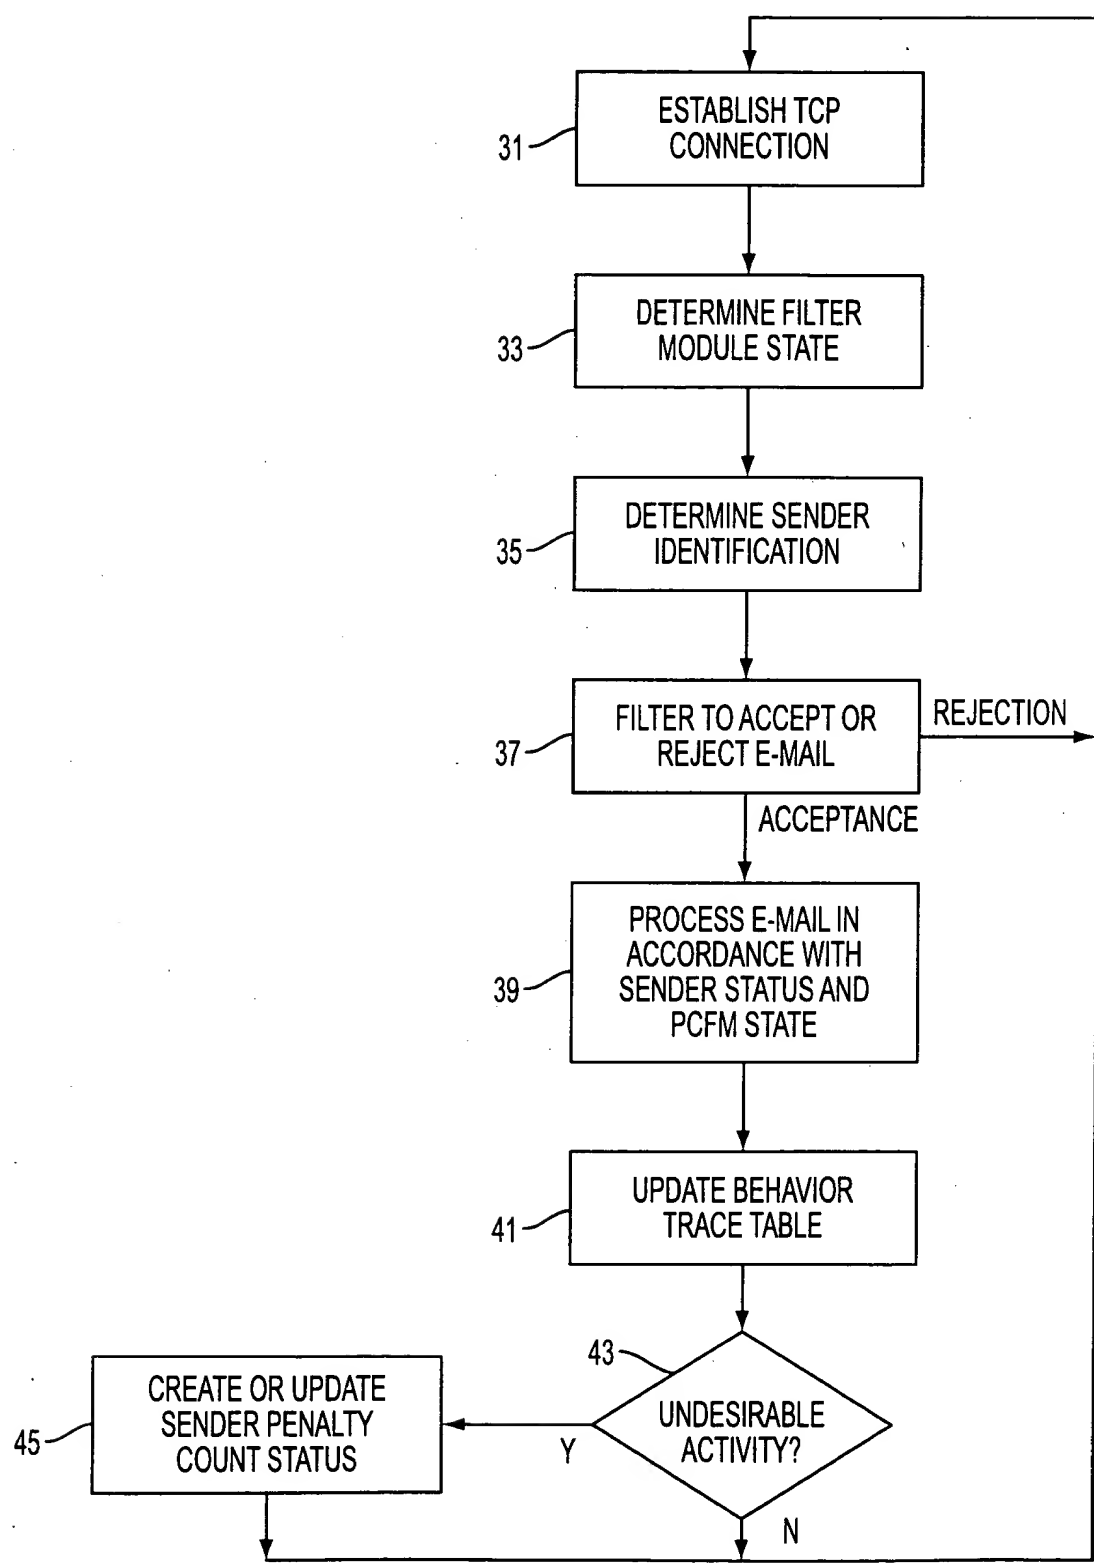 ESTABLISH TCP
CONNECTION
31
DETERMINE FILTER
MODULE STATE
33
DETERMINE SENDER
IDENTIFICATION
35
FILTER TO ACCEPT OR
REJECT E-MAIL
37
REJECTION
ACCEPTANCE
PROCESS E-MAIL IN
ACCORDANCE WITH
SENDER STATUS AND
PCFM STATE
39
UPDATE BEHAVIOR
TRACE TABLE
41
43
UNDESIRABLE
ACTIVITY?
Y
N
CREATE OR UPDATE
SENDER PENALTY
COUNT STATUS
45